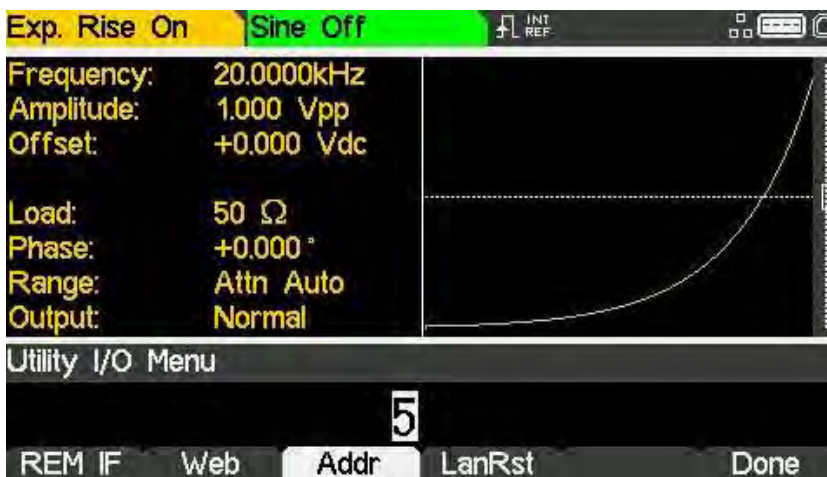 Exp. Rise On Sine Off INT REF
Frequency: 20.0000kHz
Amplitude: 1.000 Vpp
Offset: +0.000 Vdc
Load: 50 Ω
Phase: +0.000°
Range: Attn Auto
Output: Normal
Utility I/O Menu
5
REM IF Web Addr LanRst Done